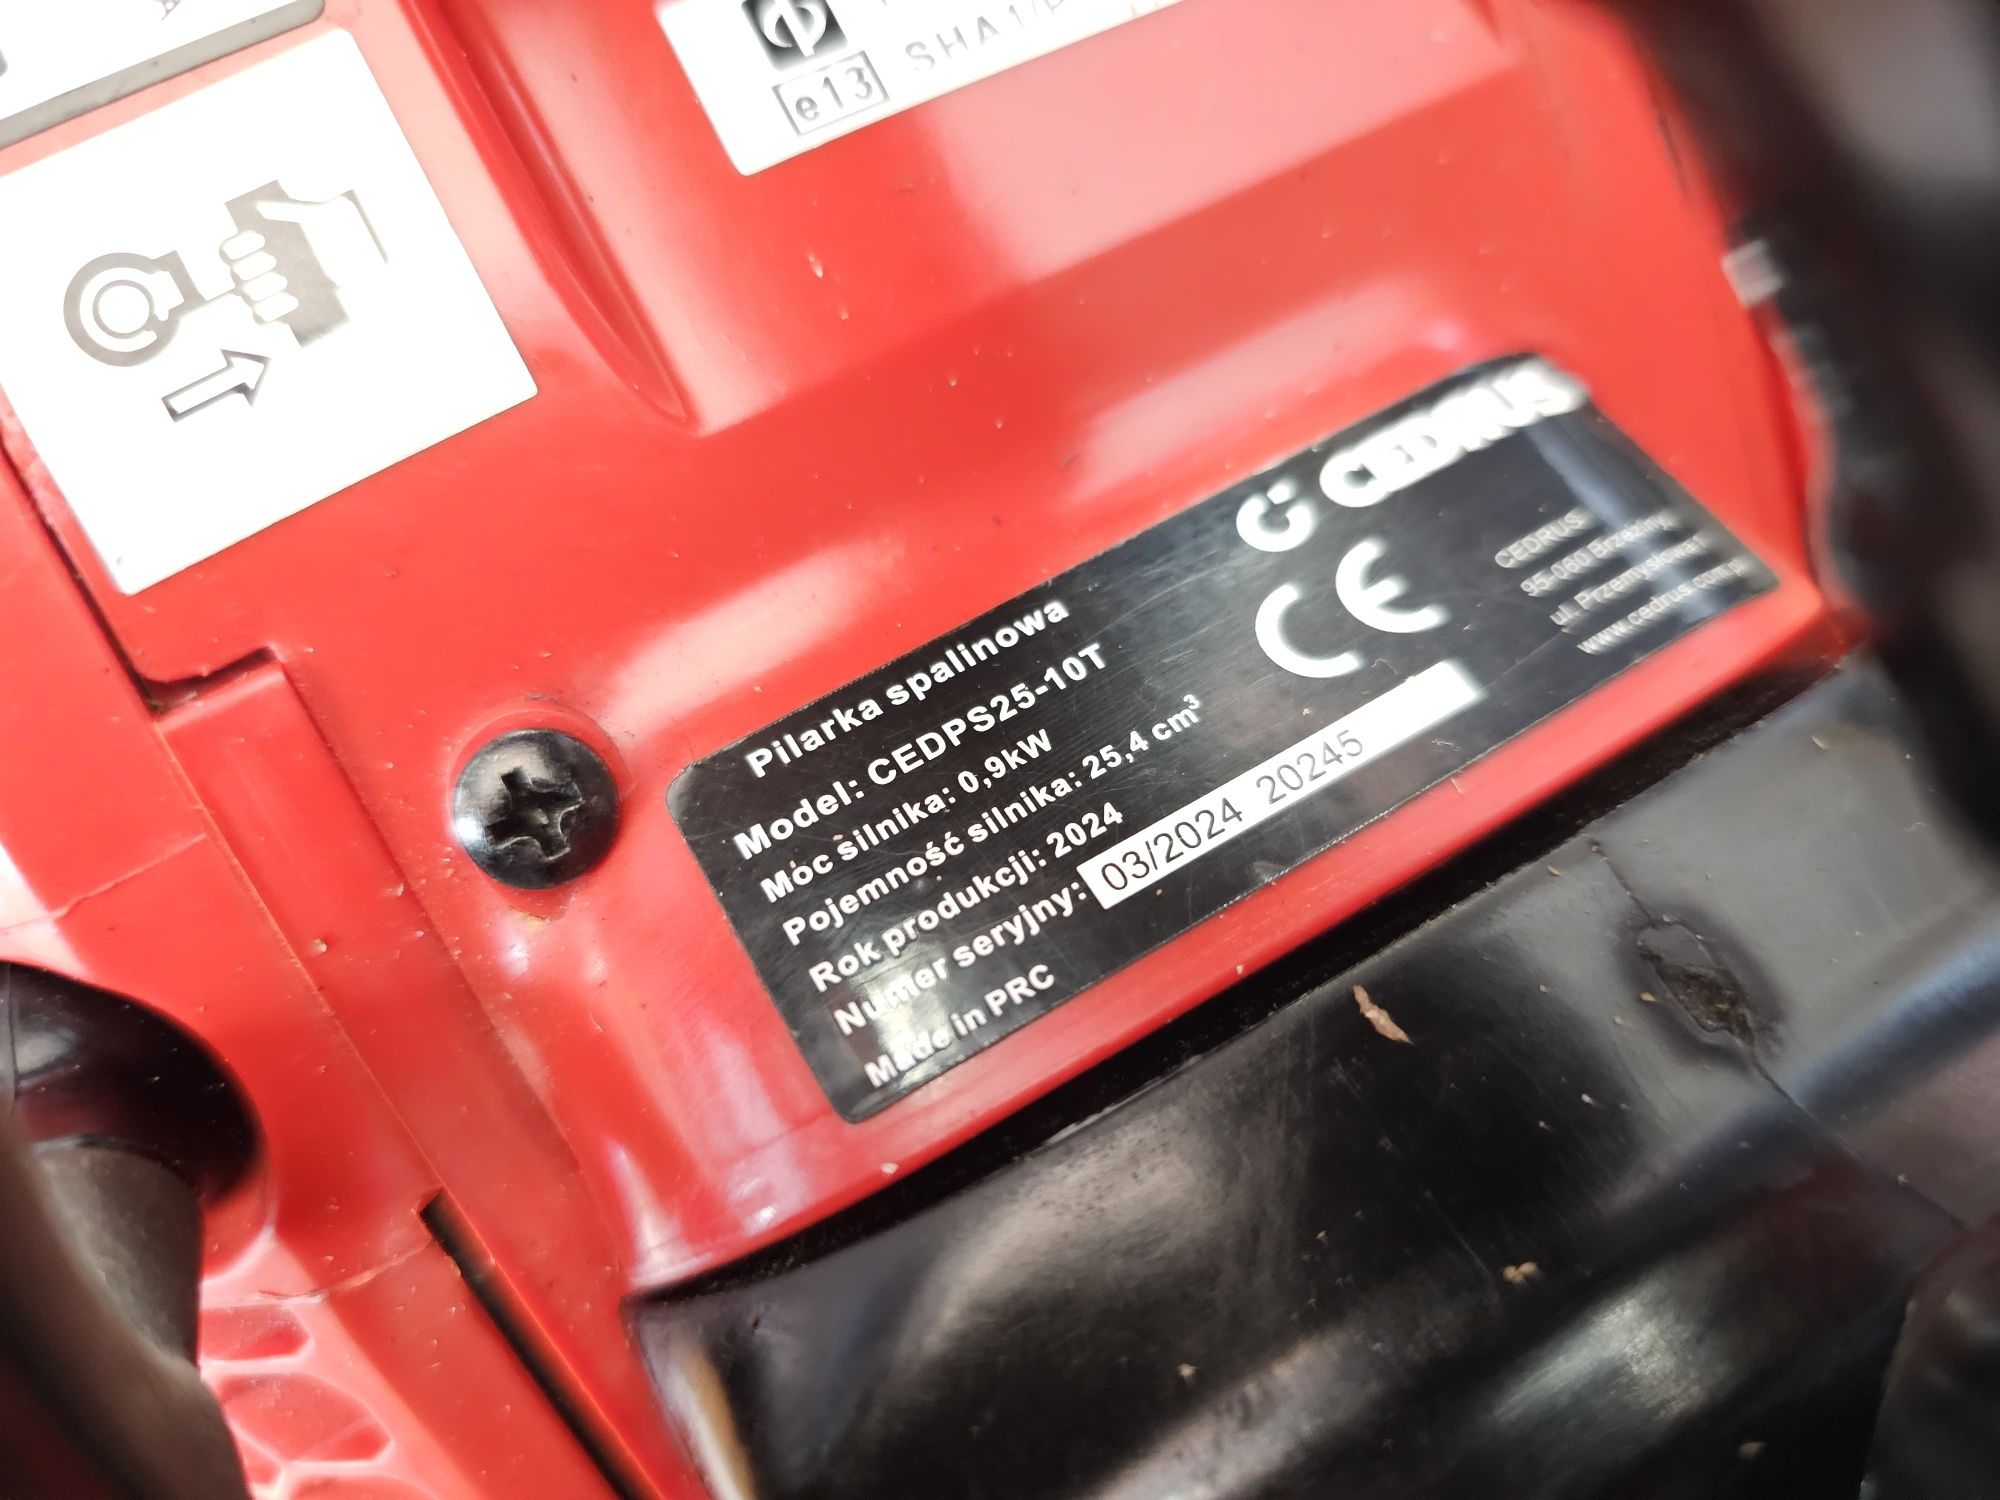 e13
SHA1/P
CEDRUS
Pilarka spalinowa
Model: CEDPS25-10T
Moc silnika: 0,9kW
Pojemność silnika: 25,4 cm³
Rok produkcji: 2024
Numer seryjny: 03/2024 20245
Made in PRC
CE
CEDRUS
95-060 Brzeziny,
ul. Przemysłowa 1
www.cedrus.com.pl